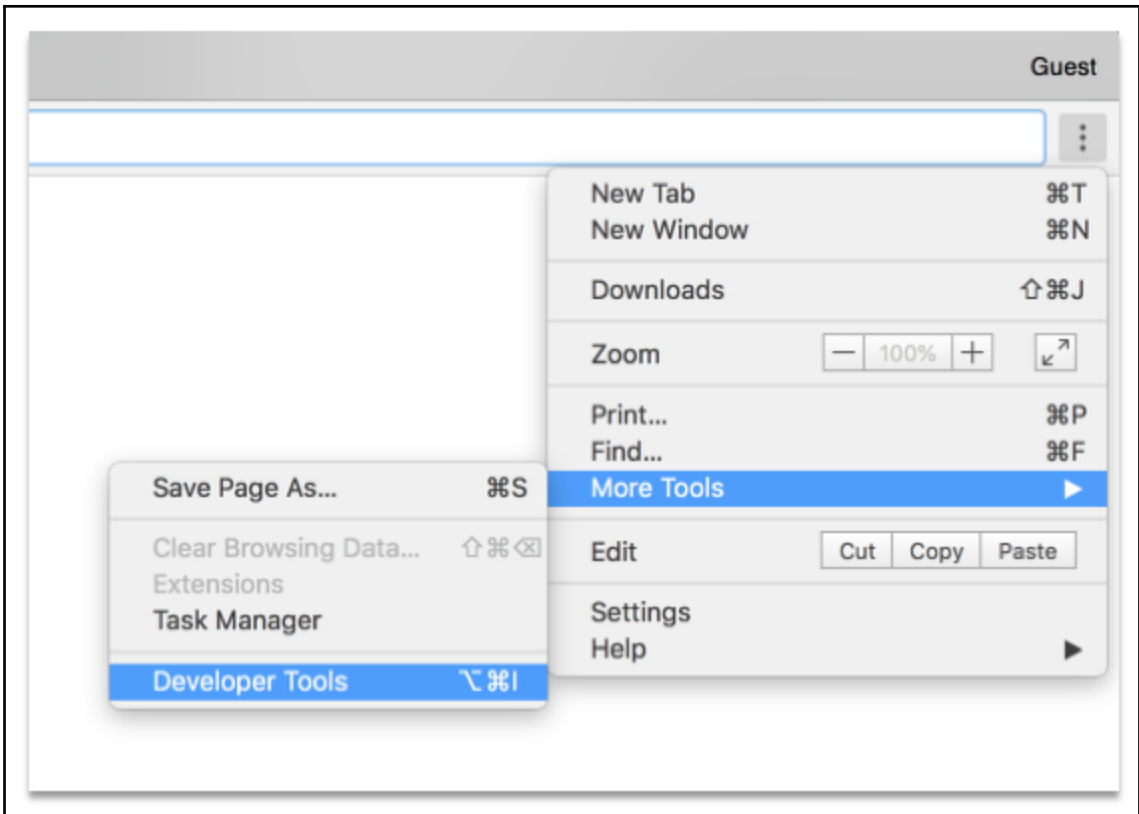 Guest
New Tab ⌘T
New Window ⌘N
Downloads ⇧⌘J
Zoom — 100% +
Print... ⌘P
Find... ⌘F
More Tools ▶
Edit Cut Copy Paste
Settings
Help ▶
Save Page As... ⌘S
Clear Browsing Data... ⇧⌘⌫
Extensions
Task Manager
Developer Tools ⌥⌘I